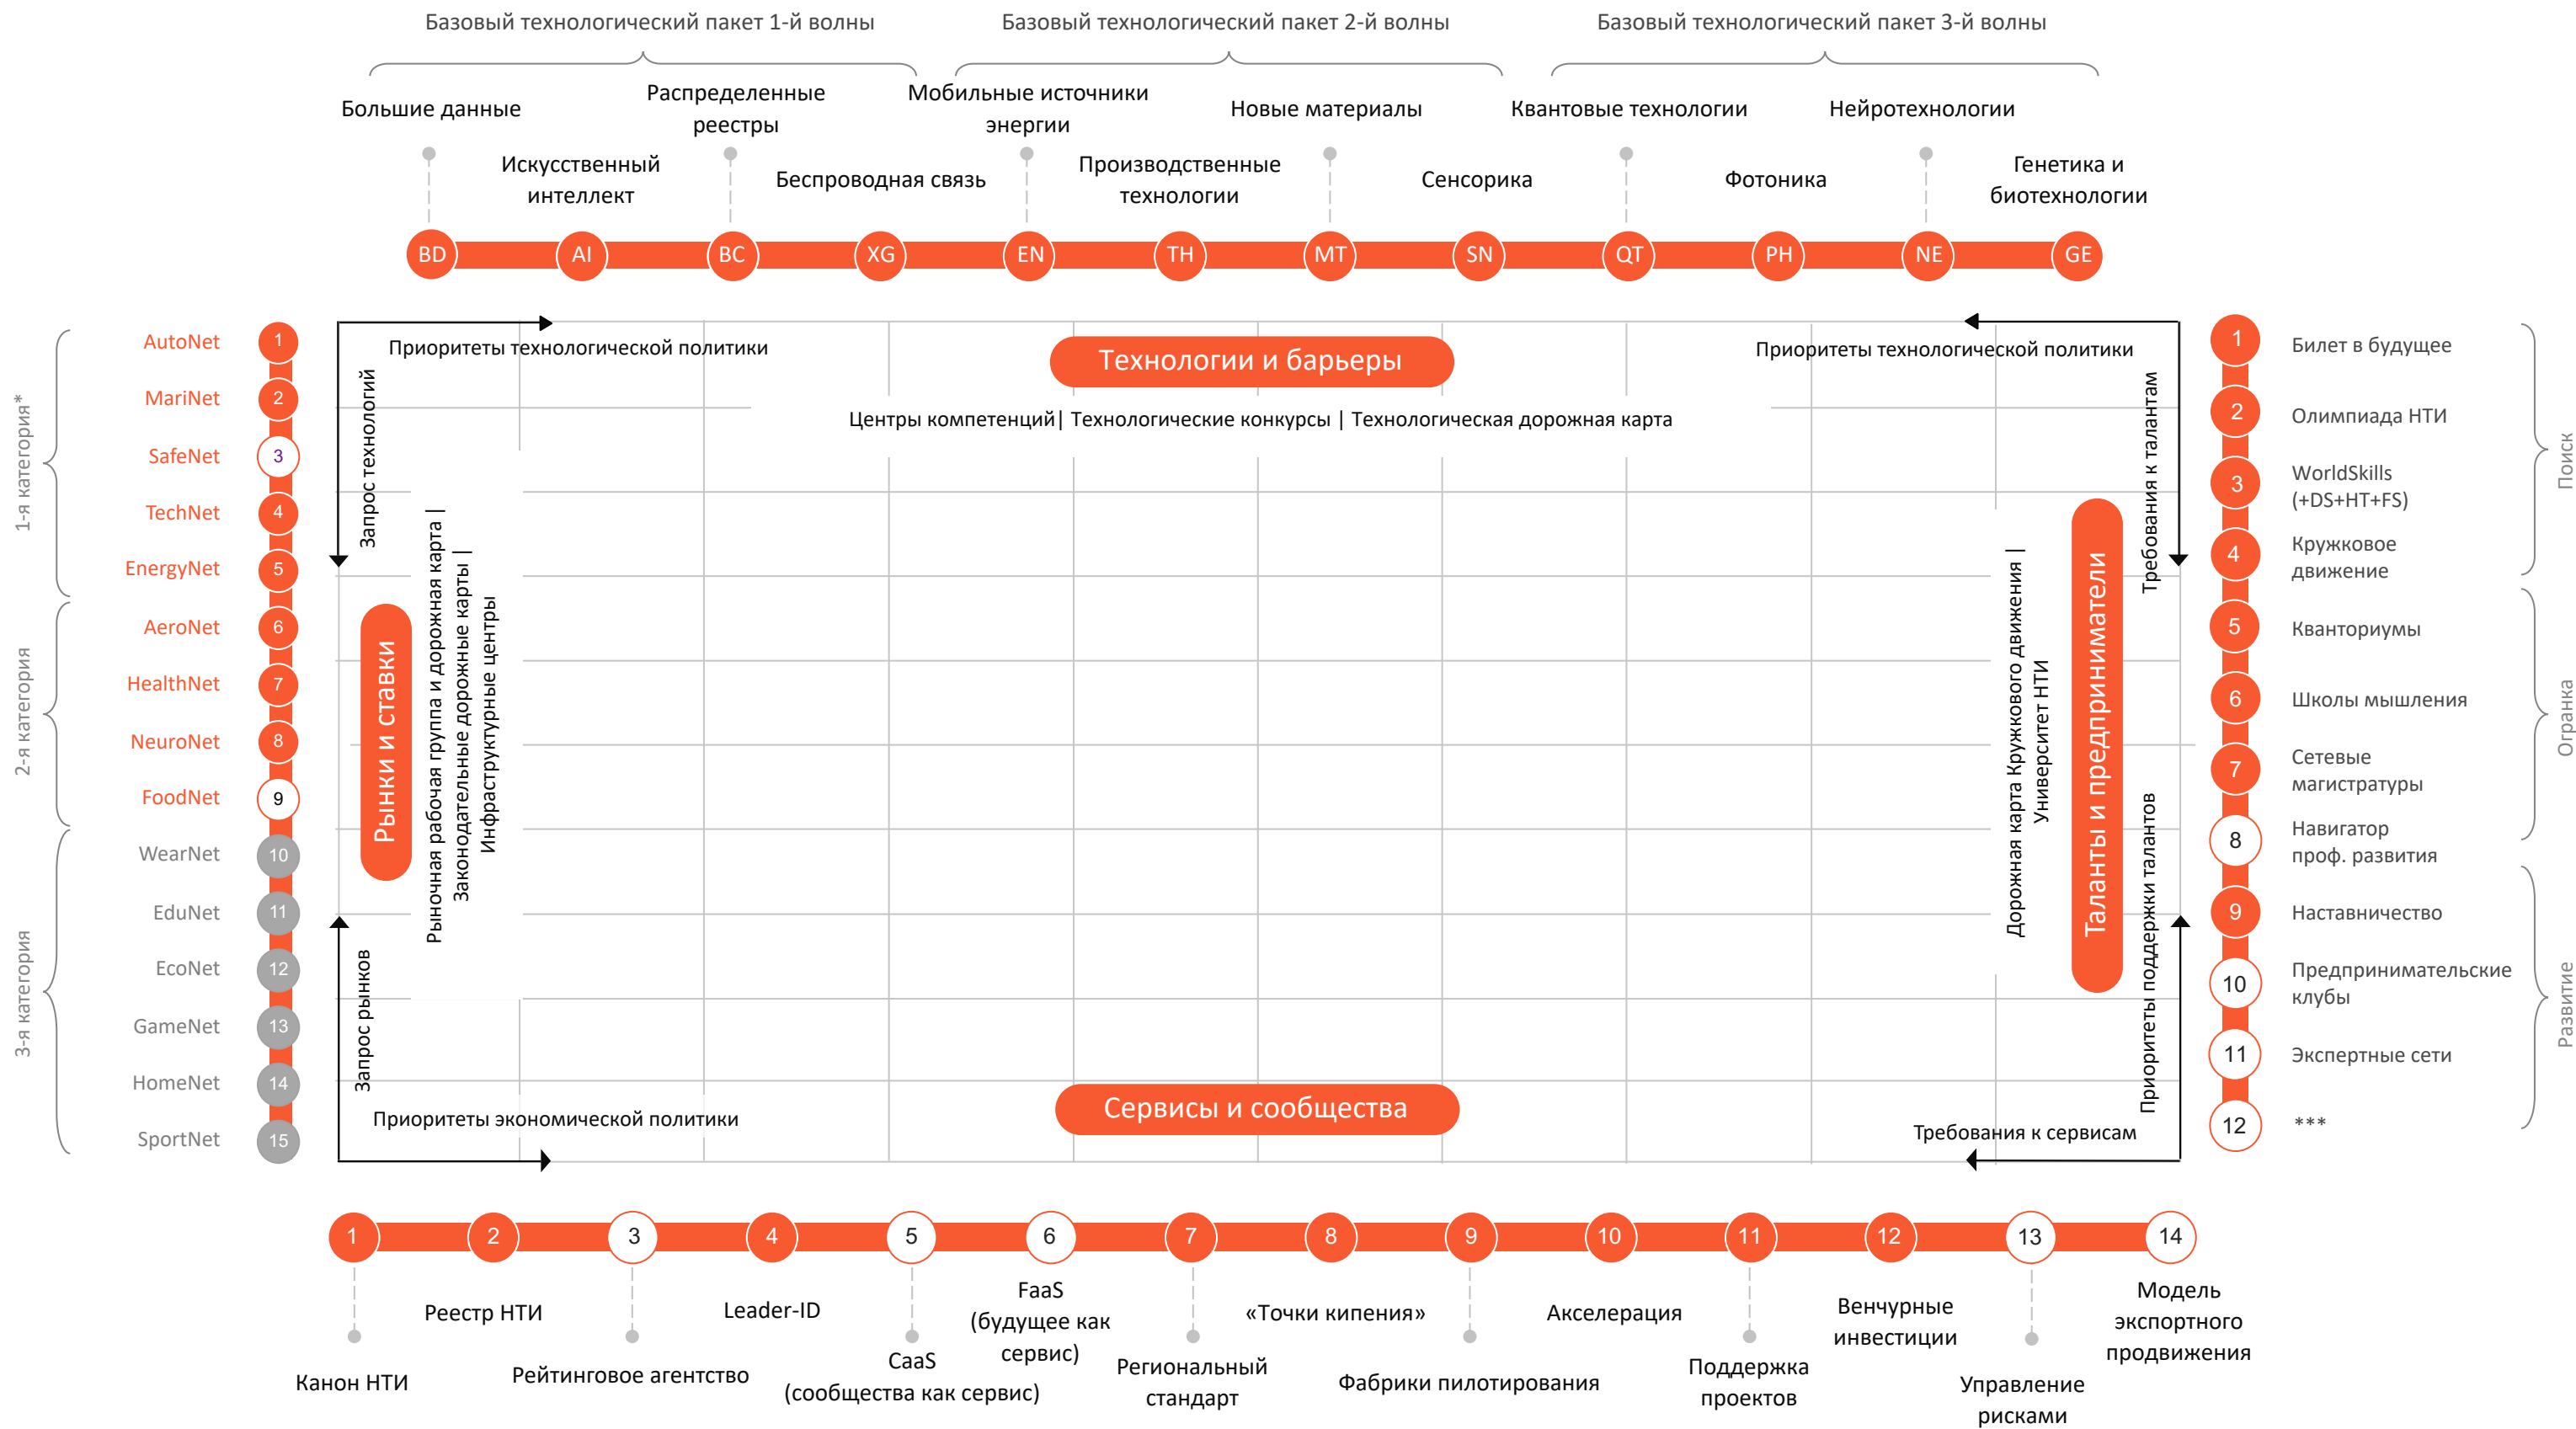 Базовый технологический пакет 1-й волны
Базовый технологический пакет 2-й волны
Базовый технологический пакет 3-й волны
Большие данные
Искусственный
интеллект
Распределенные
реестры
Беспроводная связь
Мобильные источники
энергии
Производственные
технологии
Новые материалы
Сенсорика
Квантовые технологии
Фотоника
Нейротехнологии
Генетика и
биотехнологии
BD
AI
BC
XG
EN
TH
MT
SN
QT
PH
NE
GE
1-я категория*
AutoNet 1
MariNet 2
SafeNet 3
TechNet 4
EnergyNet 5
2-я категория
AeroNet 6
HealthNet 7
NeuroNet 8
FoodNet 9
3-я категория
WearNet 10
EduNet 11
EcoNet 12
GameNet 13
HomeNet 14
SportNet 15
Приоритеты технологической политики
Запрос технологий
Технологии и барьеры
Центры компетенций| Технологические конкурсы | Технологическая дорожная карта
Приоритеты технологической политики
Требования к талантам
Рынки и ставки
Рыночная рабочая группа и дорожная карта |
Законодательные дорожные карты |
Инфраструктурные центры
Дорожная карта Кружкового движения |
Университет НТИ
Таланты и предприниматели
Запрос рынков
Приоритеты экономической политики
Сервисы и сообщества
Приоритеты поддержки талантов
Требования к сервисам
1 Билет в будущее
2 Олимпиада НТИ
3 WorldSkills
(+DS+HT+FS)
4 Кружковое
движение
Поиск
5 Кванториумы
6 Школы мышления
7 Сетевые
магистратуры
8 Навигатор
проф. развития
Огранка
9 Наставничество
10 Предпринимательские
клубы
11 Экспертные сети
12 ***
Развитие
1
2
3
4
5
6
7
8
9
10
11
12
13
14
Канон НТИ
Реестр НТИ
Рейтинговое агентство
Leader-ID
CaaS
(сообщества как сервис)
FaaS
(будущее как
сервис)
Региональный
стандарт
«Точки кипения»
Фабрики пилотирования
Акселерация
Поддержка
проектов
Венчурные
инвестиции
Управление
рисками
Модель
экспортного
продвижения